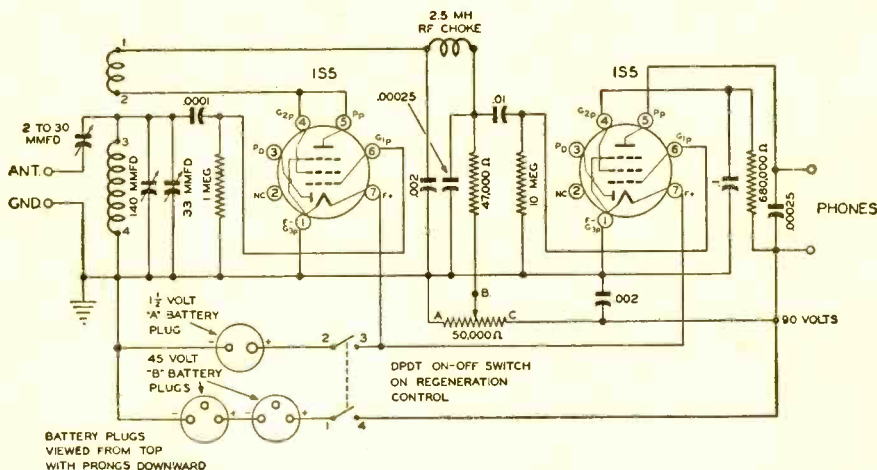 2.5 MH
RF CHOKE
1
2
1S5
1S5
.0001
.00025
.01
G2P
4
5
PP
PD
3
6
G1P
NC
2
7
F+
F-
G3P
1
G2P
4
5
PP
PD
3
6
G1P
NC
2
7
F+
F-
G3P
1
2 TO 30
MMFD
ANT.
GND.
3
4
140 MMFD
33 MMFD
1 MEG
.002
47,000 Ω
10 MEG
.1
680,000 Ω
.00025
PHONES
.002
A
B
C
50,000 Ω
90 VOLTS
1½ VOLT
"A" BATTERY
PLUG
-
+
2
3
45 VOLT
"B" BATTERY
PLUGS
-
+
-
+
1
4
DPDT ON-OFF SWITCH
ON REGENERATION
CONTROL
BATTERY PLUGS
VIEWED FROM TOP
WITH PRONGS DOWNWARD